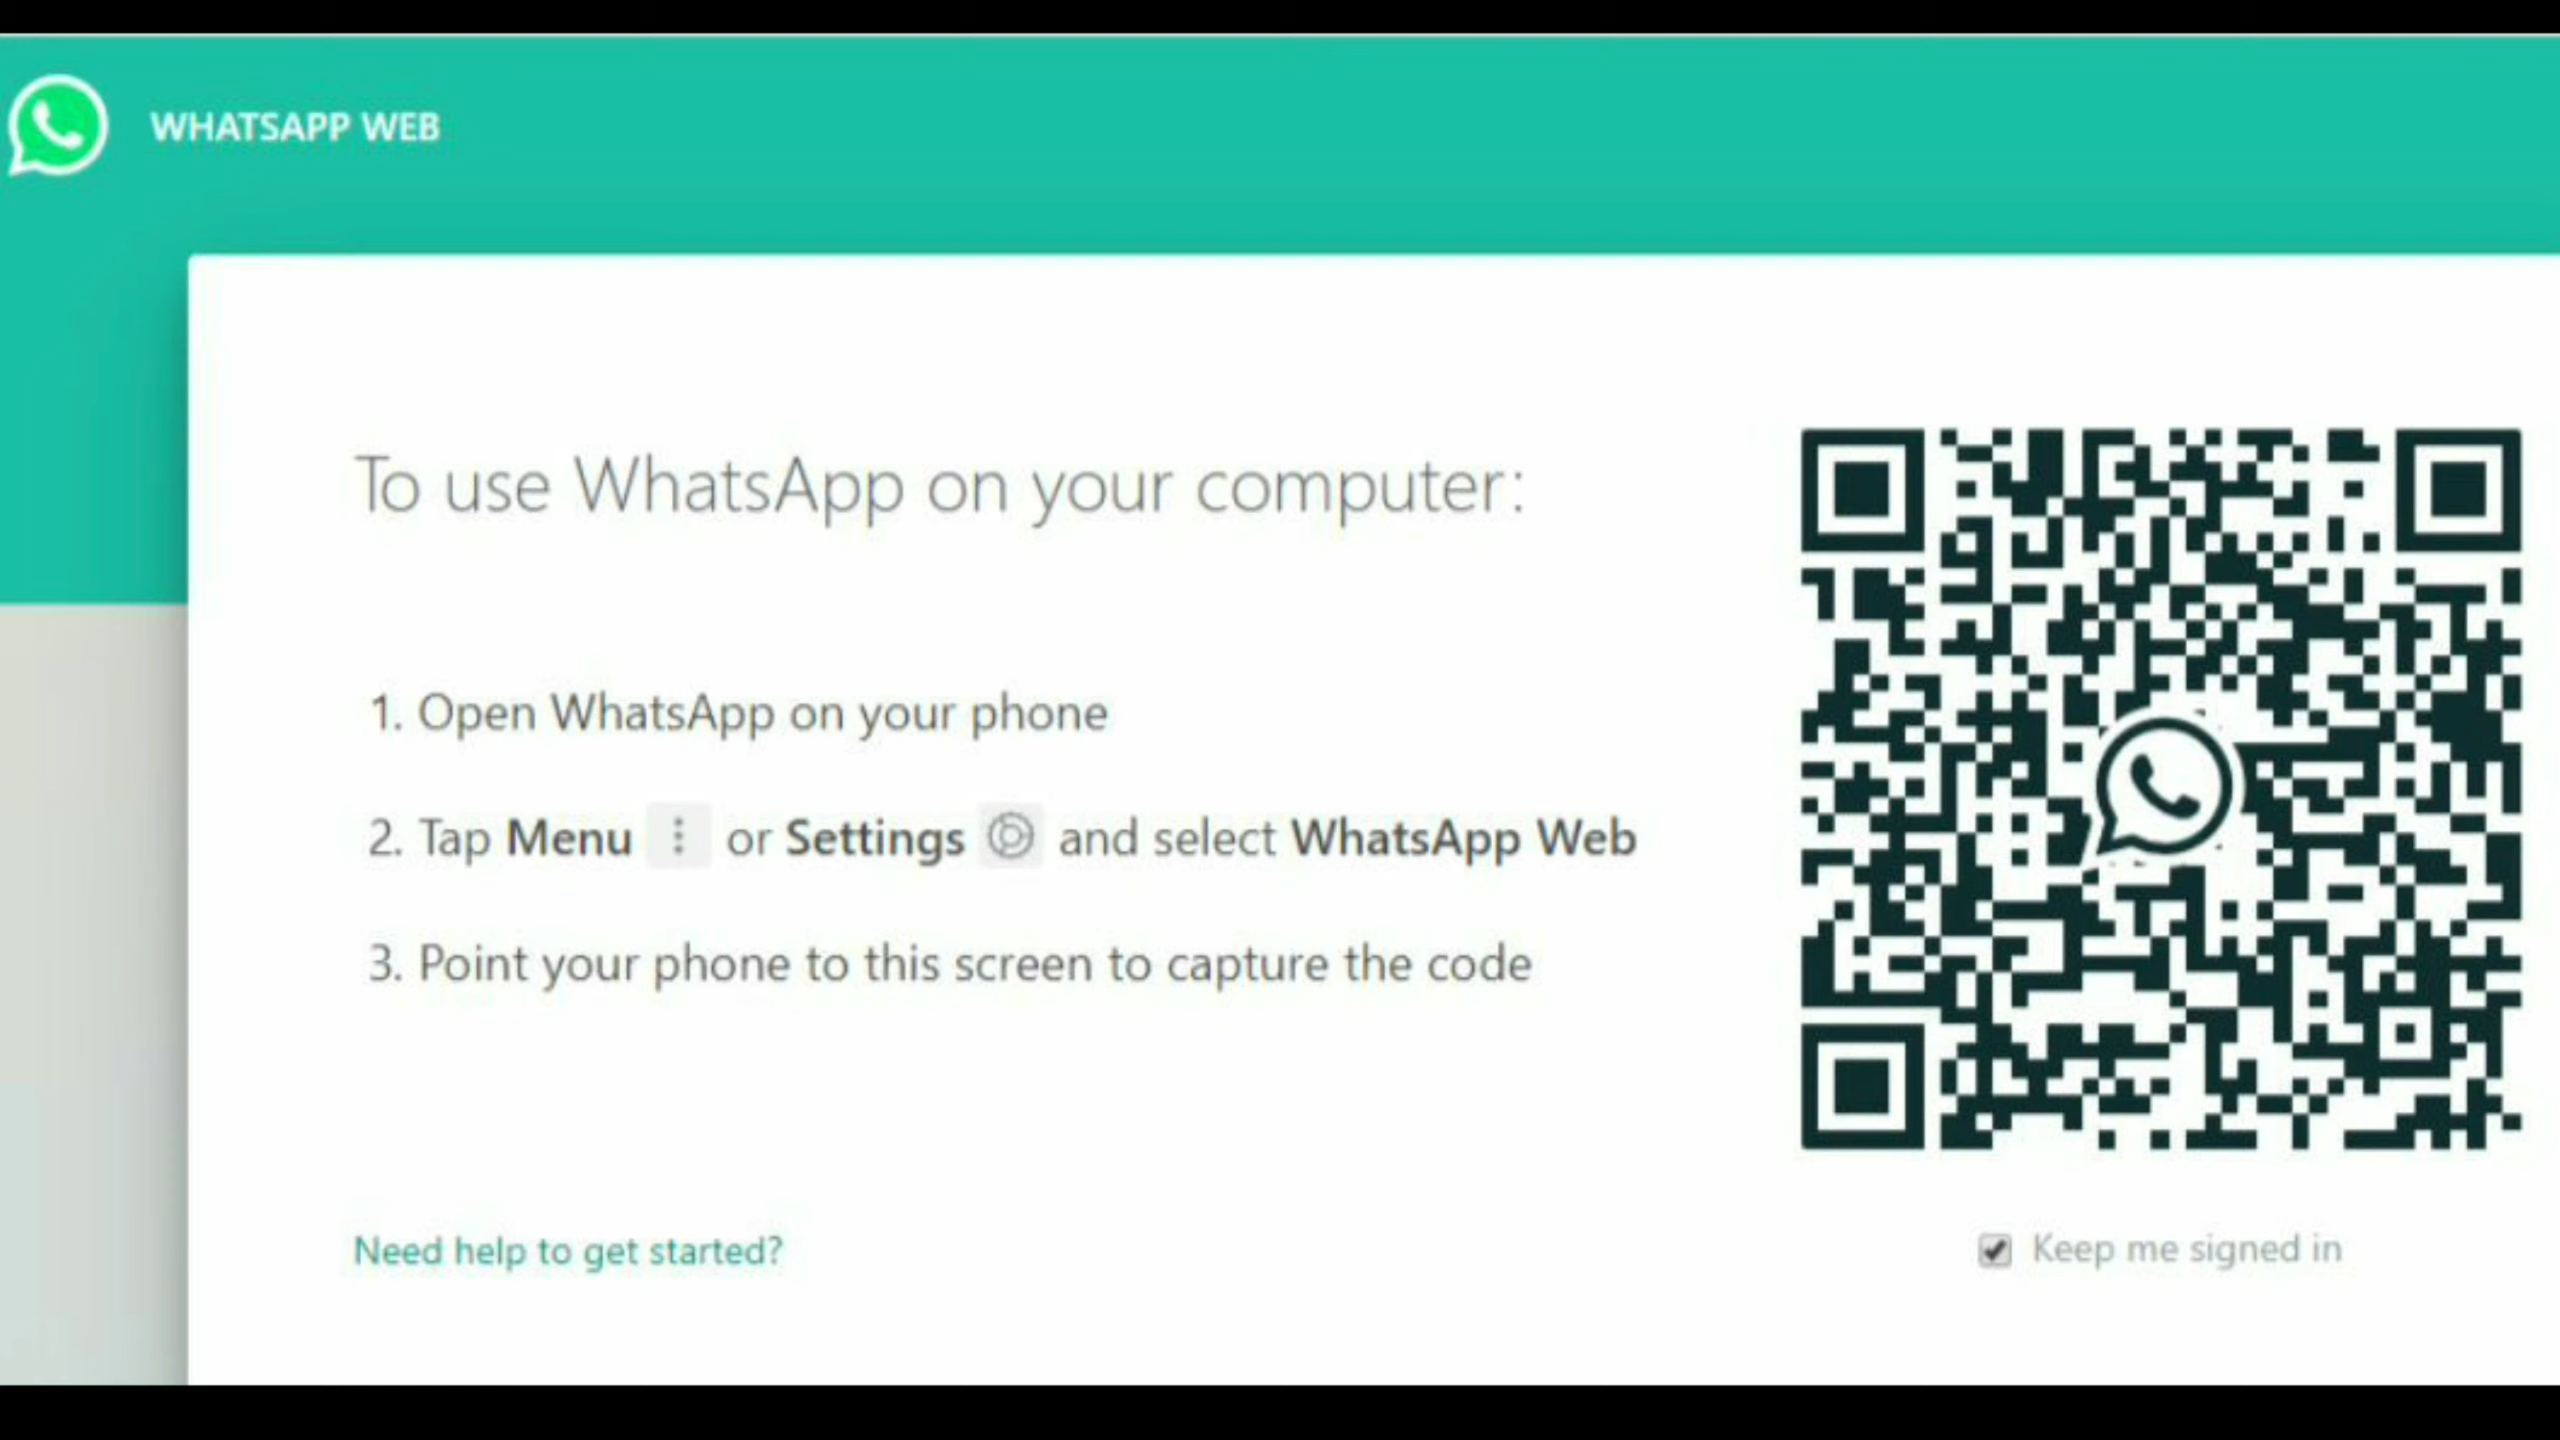 WHATSAPP WEB
To use WhatsApp on your computer:
1. Open WhatsApp on your phone
2. Tap Menu or Settings and select WhatsApp Web
3. Point your phone to this screen to capture the code
Need help to get started?
Keep me signed in